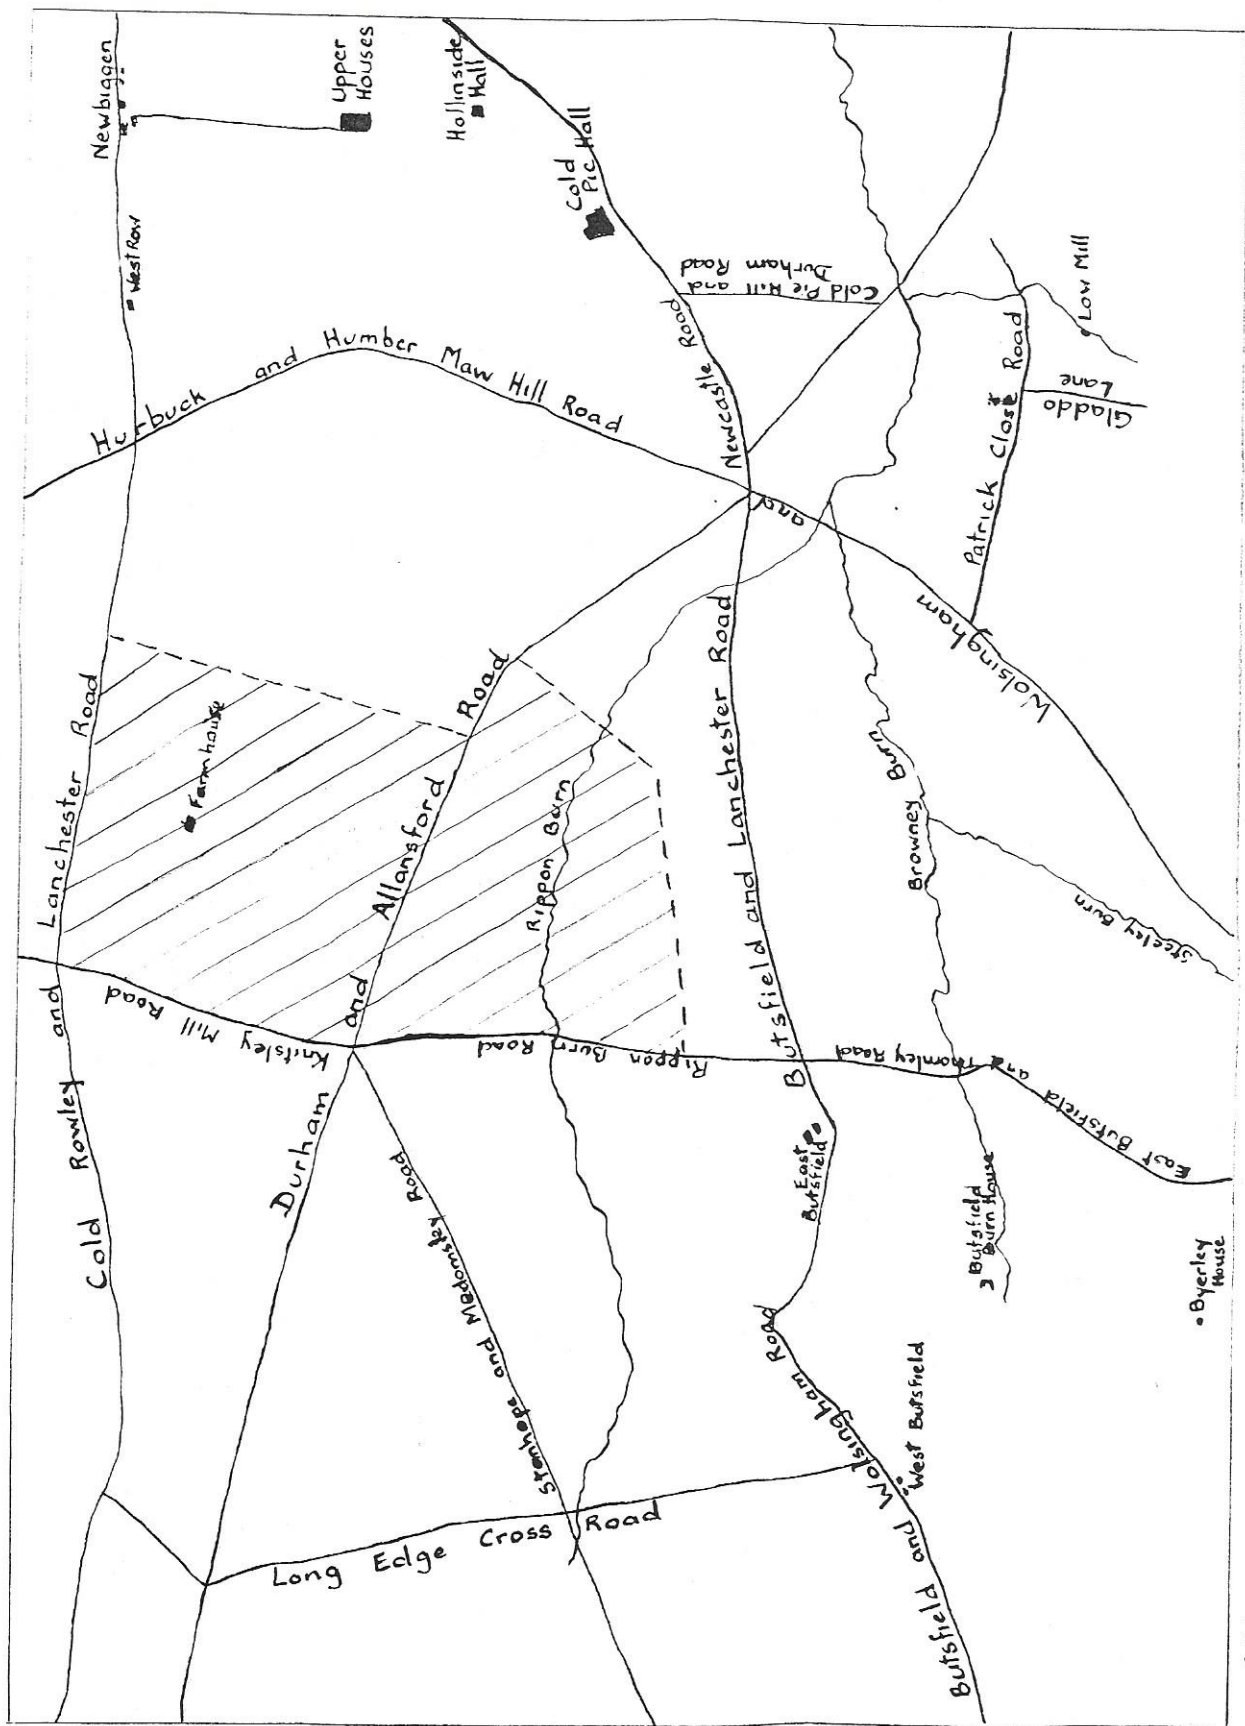 Newbiggen
West Row
Upper
Houses
Hollinside
Hall
Cold
Pic Hall
Hurbuck and Humber Maw Hill Road
Cold Pie Hill and
Durham Road
Newcastle Road
and
Wolsingham
Patrick Close Road
Gladdo
Lane
Low Mill
Cold Rowley and Lanchester Road
Farmhouse
Durham and Allansford Road
Knitsley Mill Road
Rippon Burn
Rippon Burn Road
Butsfield and Lanchester Road
Browney Burn
Steeley Burn
East Butsfield and Thornley Road
East
Butsfield
Butsfield
Burn House
Byerley
House
Stanhope and Medomsley Road
Long Edge Cross Road
West Butsfield
Butsfield and Wolsingham Road